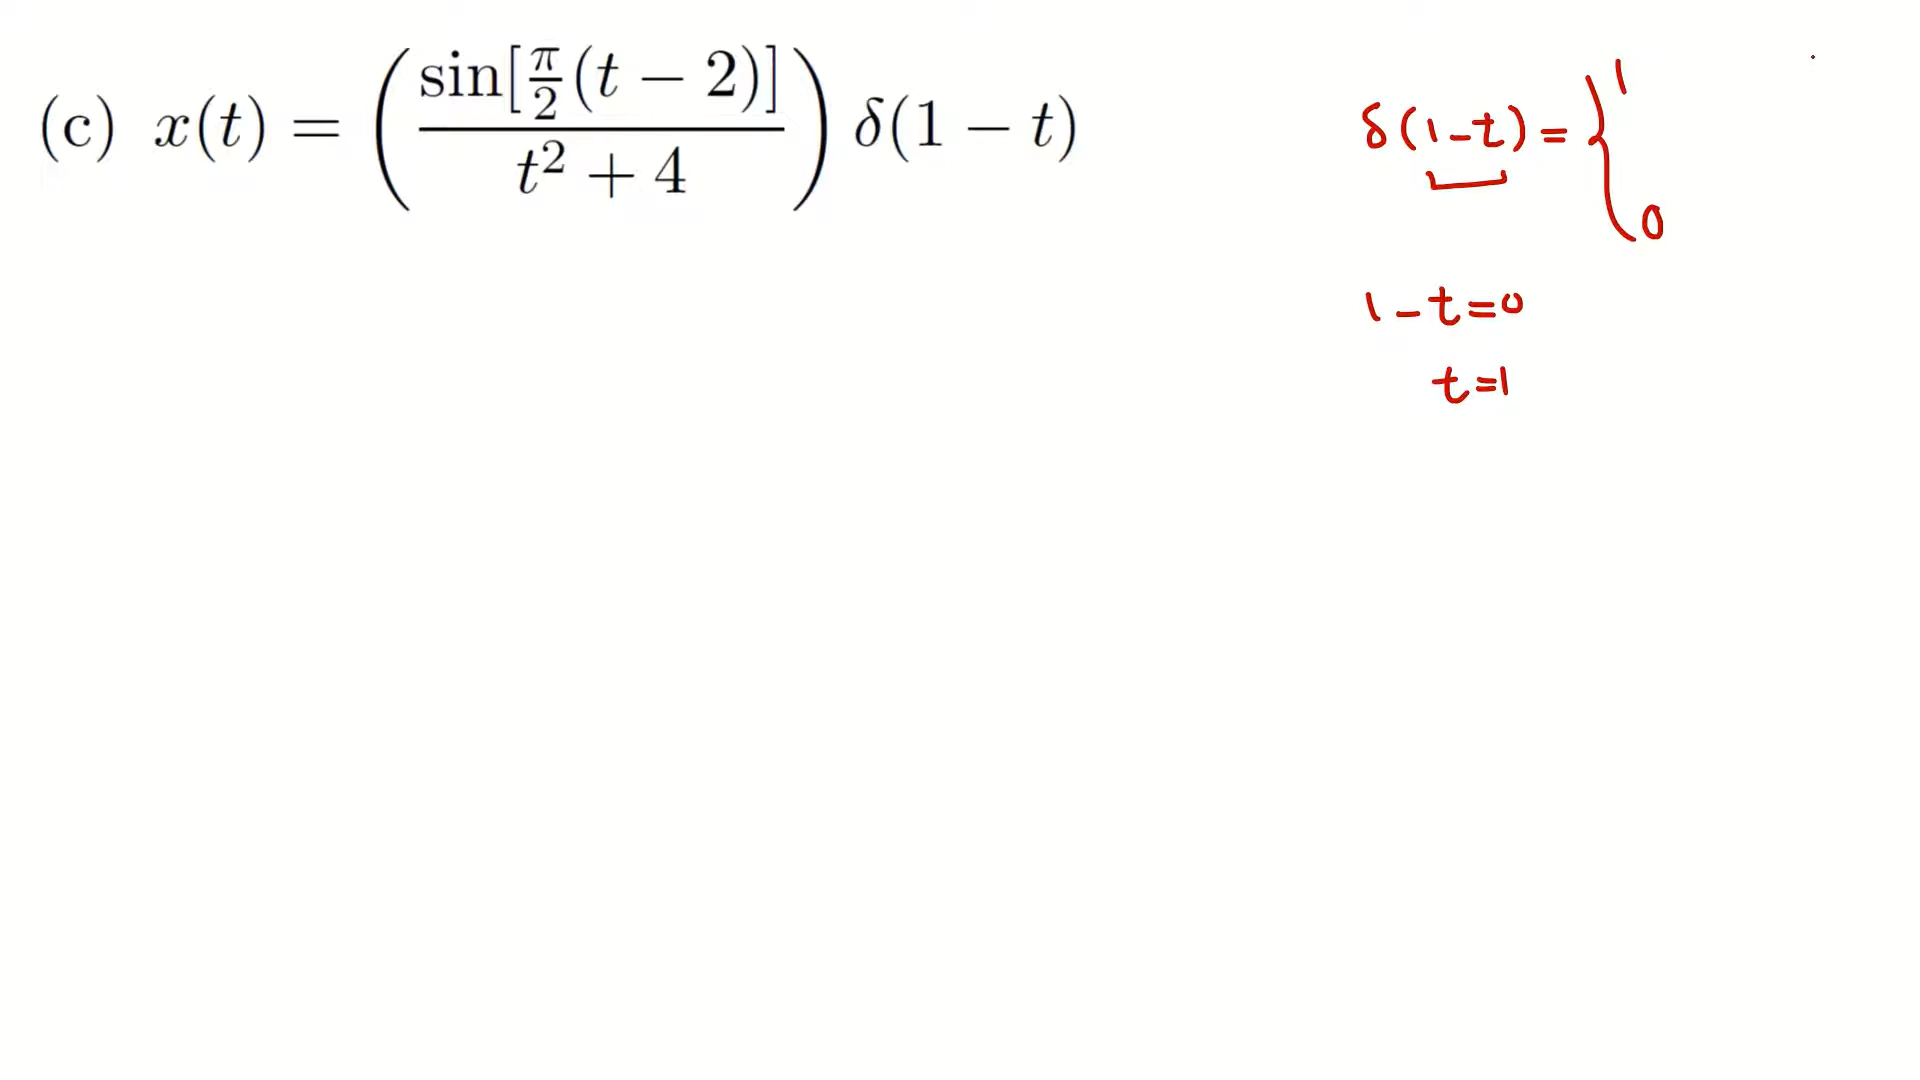 (c) x(t) = ( sin[π/2(t − 2)] / t² + 4 ) δ(1 − t)
δ(1-t) = { 1
0
1-t=0
t=1